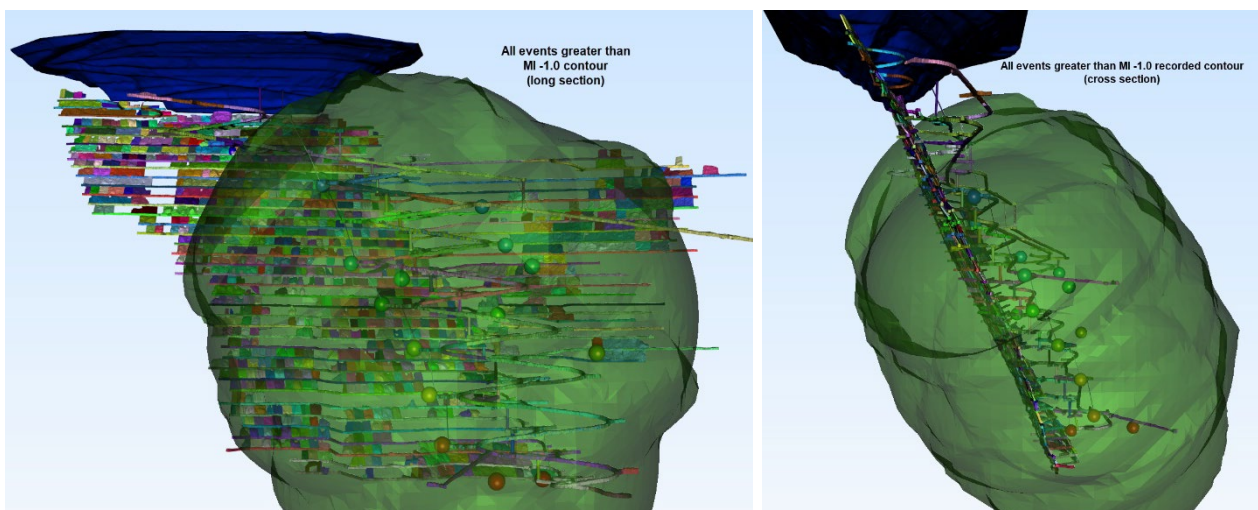 All events greater than
MI -1.0 contour
(long section)
All events greater than MI -1.0 recorded contour
(cross section)